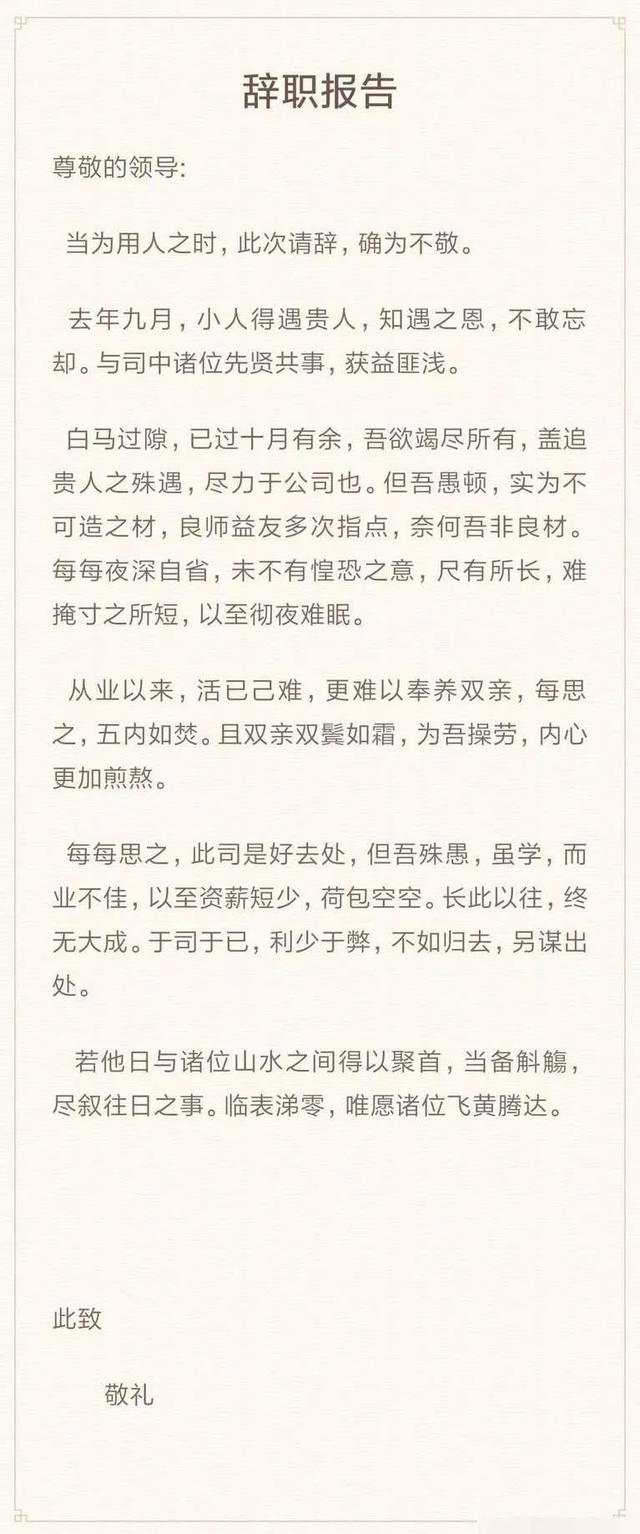 辞职报告
尊敬的领导:
当为用人之时，此次请辞，确为不敬。
去年九月，小人得遇贵人，知遇之恩，不敢忘
却。与司中诸位先贤共事，获益匪浅。
白马过隙，已过十月有余，吾欲竭尽所有，盖追
贵人之殊遇，尽力于公司也。但吾愚顿，实为不
可造之材，良师益友多次指点，奈何吾非良材。
每每夜深自省，未不有惶恐之意，尺有所长，难
掩寸之所短，以至彻夜难眠。
从业以来，活已己难，更难以奉养双亲，每思
之，五内如焚。且双亲双鬓如霜，为吾操劳，内心
更加煎熬。
每每思之，此司是好去处，但吾殊愚，虽学，而
业不佳，以至资薪短少，荷包空空。长此以往，终
无大成。于司于已，利少于弊，不如归去，另谋出
处。
若他日与诸位山水之间得以聚首，当备斛觞，
尽叙往日之事。临表涕零，唯愿诸位飞黄腾达。
此致
敬礼